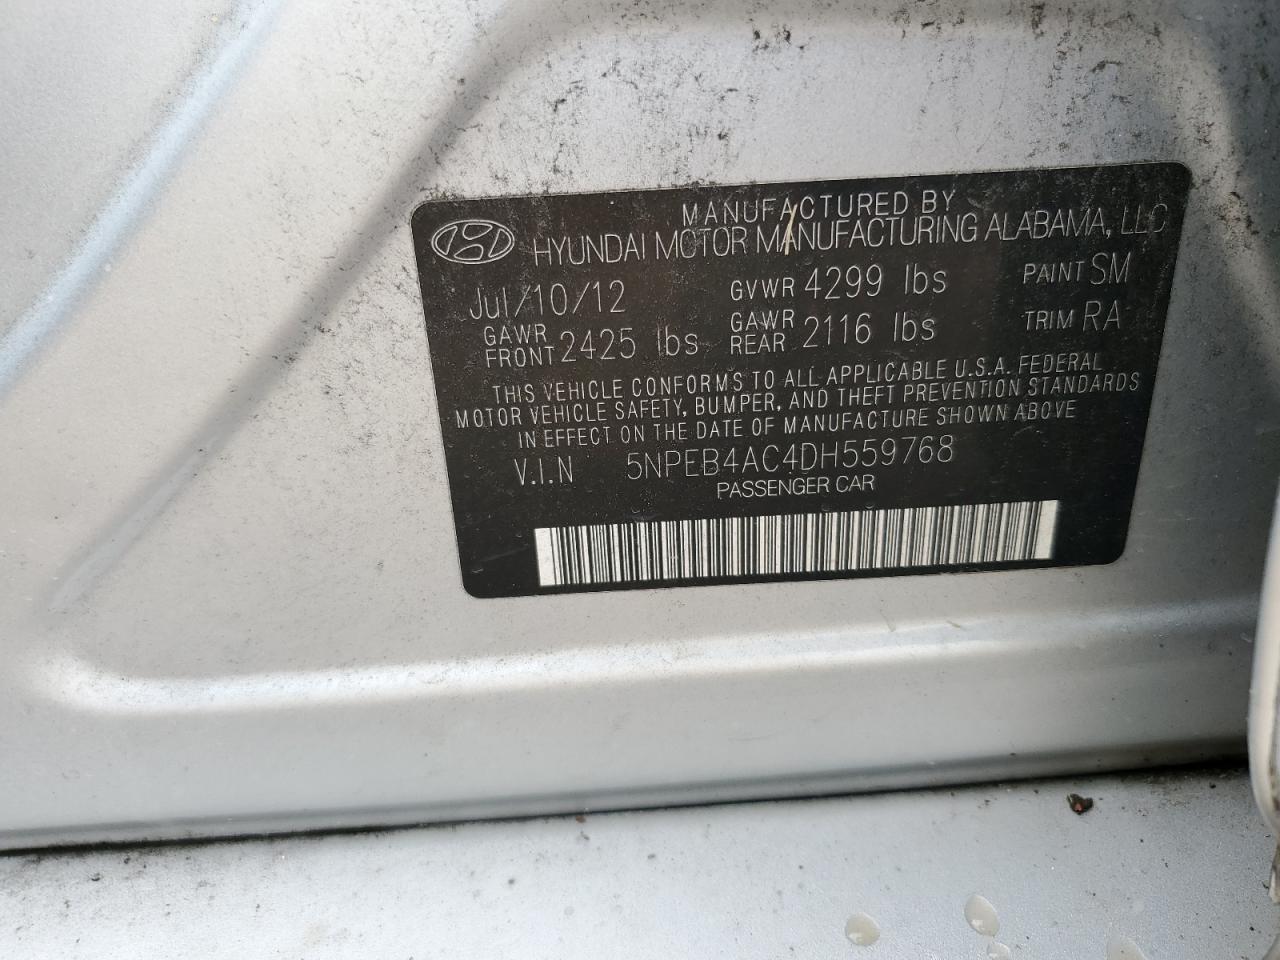 MANUFACTURED BY
HYUNDAI MOTOR MANUFACTURING ALABAMA, LLC
Jul/10/12 GVWR 4299 lbs PAINT SM
GAWR FRONT 2425 lbs GAWR REAR 2116 lbs TRIM RA
THIS VEHICLE CONFORMS TO ALL APPLICABLE U.S.A. FEDERAL
MOTOR VEHICLE SAFETY, BUMPER, AND THEFT PREVENTION STANDARDS
IN EFFECT ON THE DATE OF MANUFACTURE SHOWN ABOVE
V.I.N 5NPEB4AC4DH559768
PASSENGER CAR